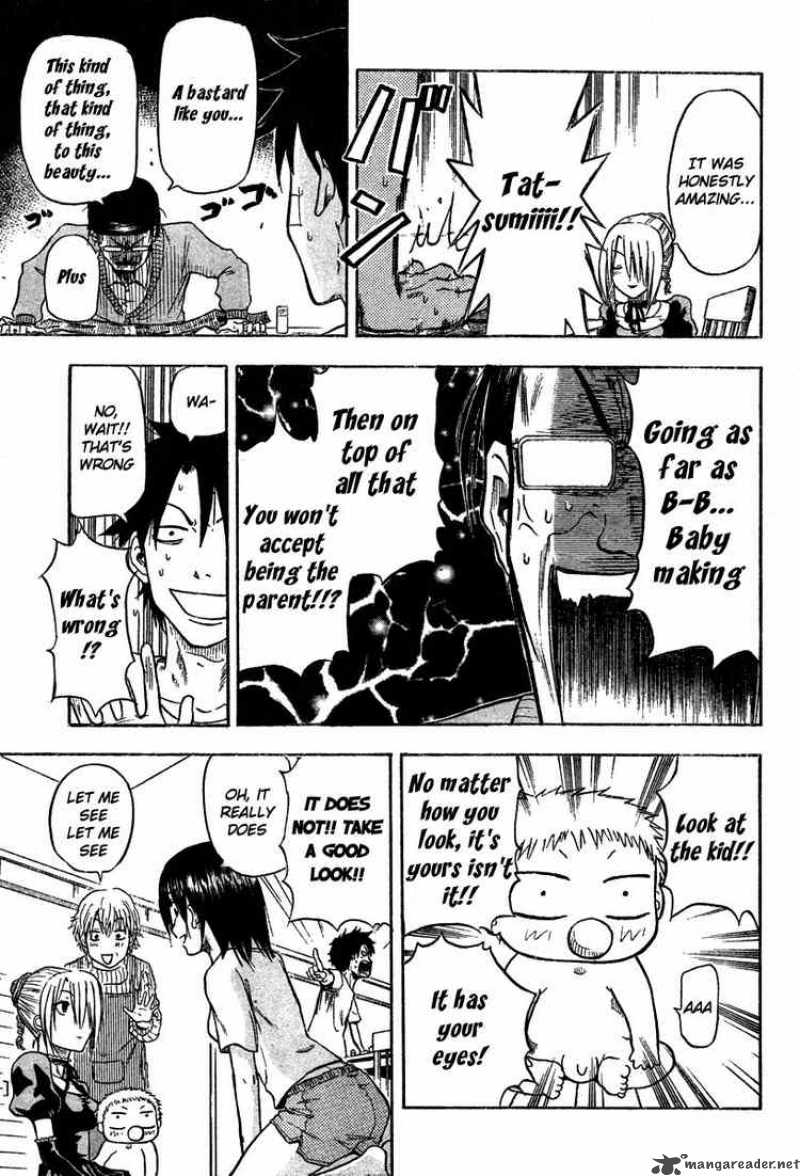 IT WAS
HONESTLY
AMAZING...
Tat-
sumiiii!!
A bastard
like you...
This kind
of thing,
that kind
of thing,
to this
beauty...
ゴゴ
ゴゴ
Plus
Going as
far as
B-B...
Baby
making
Then on
top of
all that
You won't
accept
being the
parent!!!?
WA-
NO,
WAIT!!
THAT'S
WRONG
What's
wrong
!?
Look at
the kid!!
No matter
how you
look, it's
yours isn't
it!!
AAA
It has
your
eyes!
IT DOES
NOT!! TAKE
A GOOD
LOOK!!
OH, IT
REALLY
DOES
LET ME
SEE
LET ME
SEE
mangareader.net